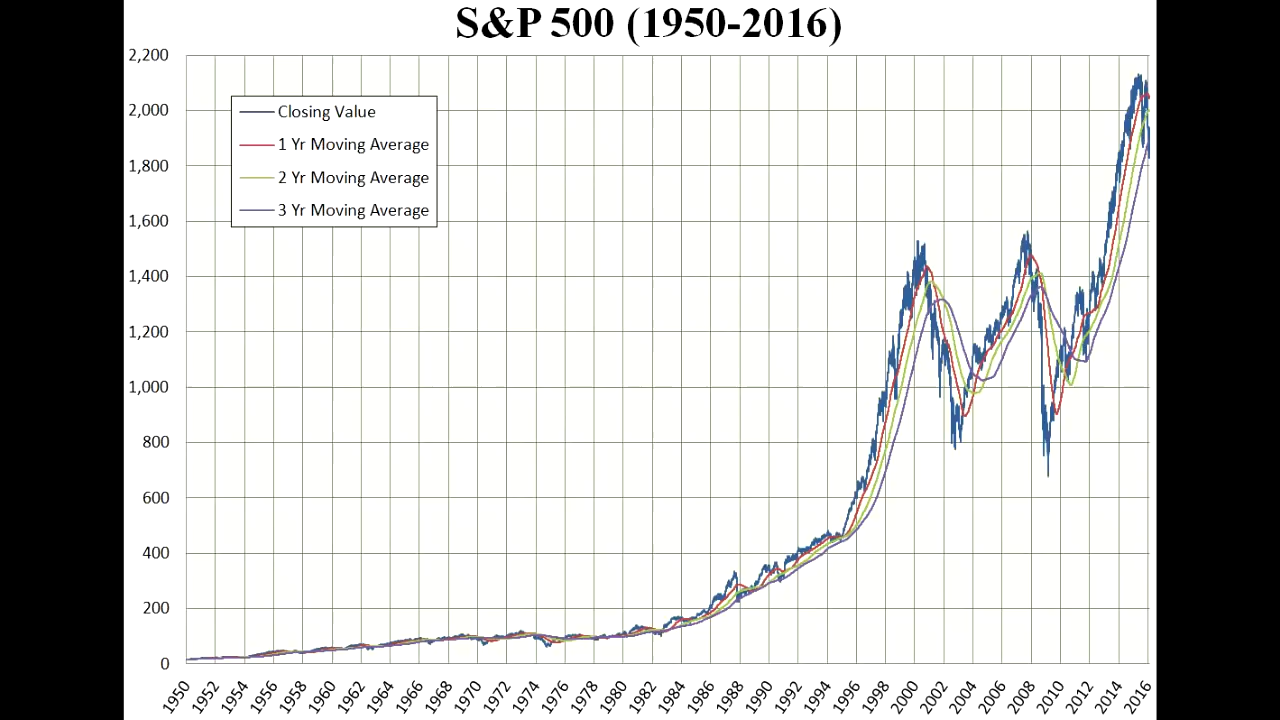 S&P 500 (1950-2016)
2,200
2,000
1,800
1,600
1,400
1,200
1,000
800
600
400
200
0
Closing Value
1 Yr Moving Average
2 Yr Moving Average
3 Yr Moving Average
1950 1952 1954 1956 1958 1960 1962 1964 1966 1968 1970 1972 1974 1976 1978 1980 1982 1984 1986 1988 1990 1992 1994 1996 1998 2000 2002 2004 2006 2008 2010 2012 2014 2016